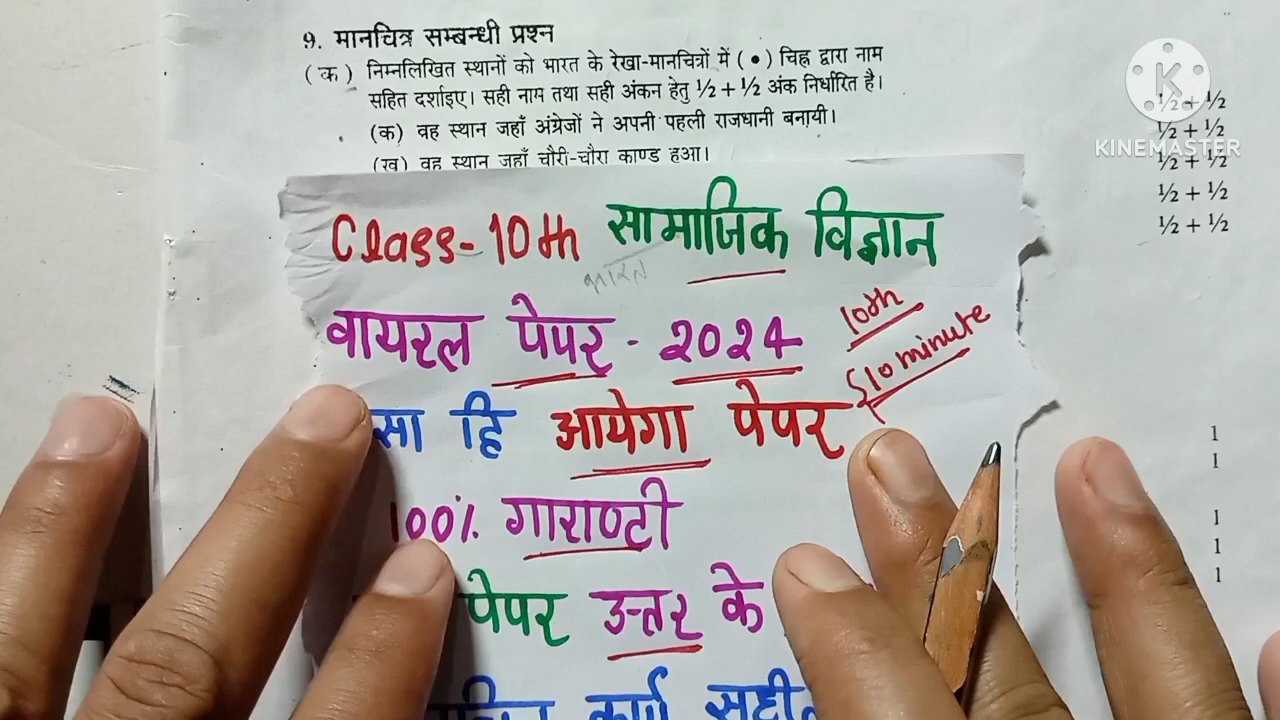 9. मानचित्र सम्बन्धी प्रश्न
(क) निम्नलिखित स्थानों को भारत के रेखा-मानचित्रों में (●) चिह्न द्वारा नाम
सहित दर्शाइए। सही नाम तथा सही अंकन हेतु ½ + ½ अंक निर्धारित है।
(क) वह स्थान जहाँ अंग्रेजों ने अपनी पहली राजधानी बनायी।
(ख) वह स्थान जहाँ चौरी-चौरा काण्ड हुआ।
½ + ½
½ + ½
½ + ½
½ + ½
½ + ½
K
KINEMASTER
Class-10th सामाजिक विज्ञान
भारत
वायरल पेपर - 2024
10th
510 minute
सा हि आयेगा पेपर
100% गाराण्टी
पेपर उत्तर के
1
1
1
1
1